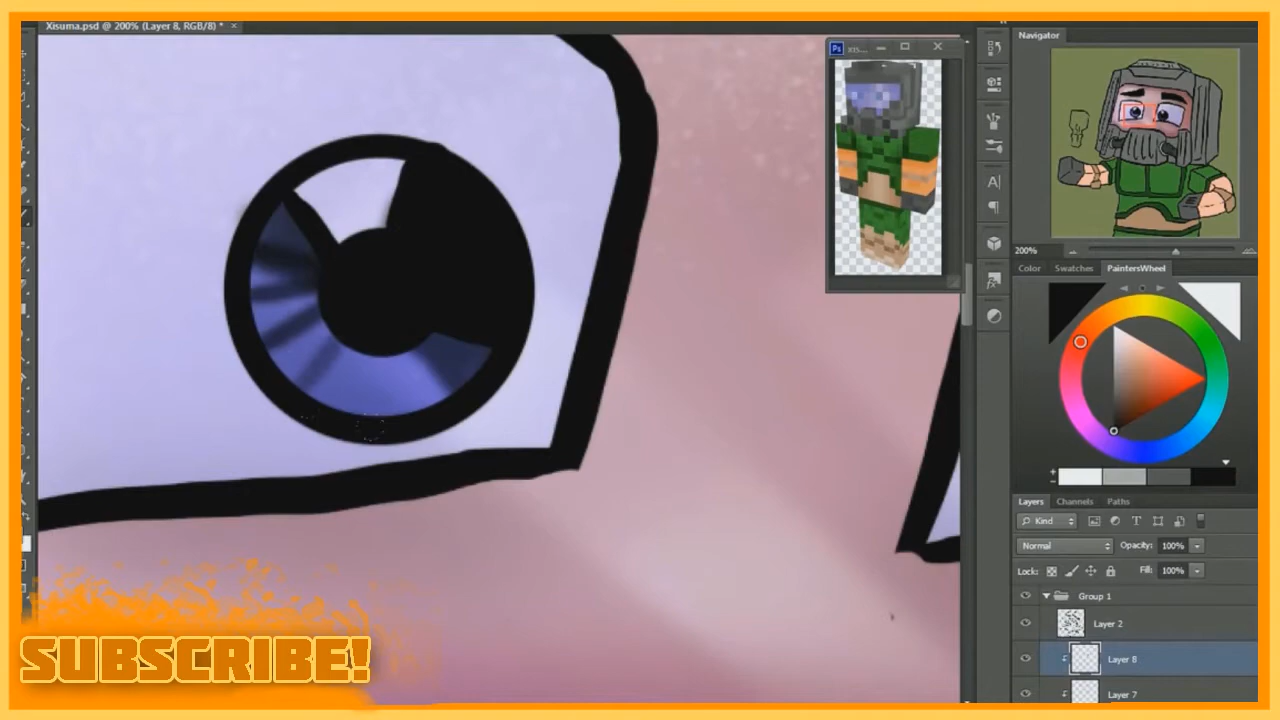 Xisuma.psd @ 200% (Layer 8, RGB/8) * ×
Navigator
200%
Color Swatches PaintersWheel
Layers Channels Paths
Kind
Normal Opacity: 100%
Lock: Fill: 100%
Group 1
Layer 2
Layer 8
Layer 7
SUBSCRIBE!